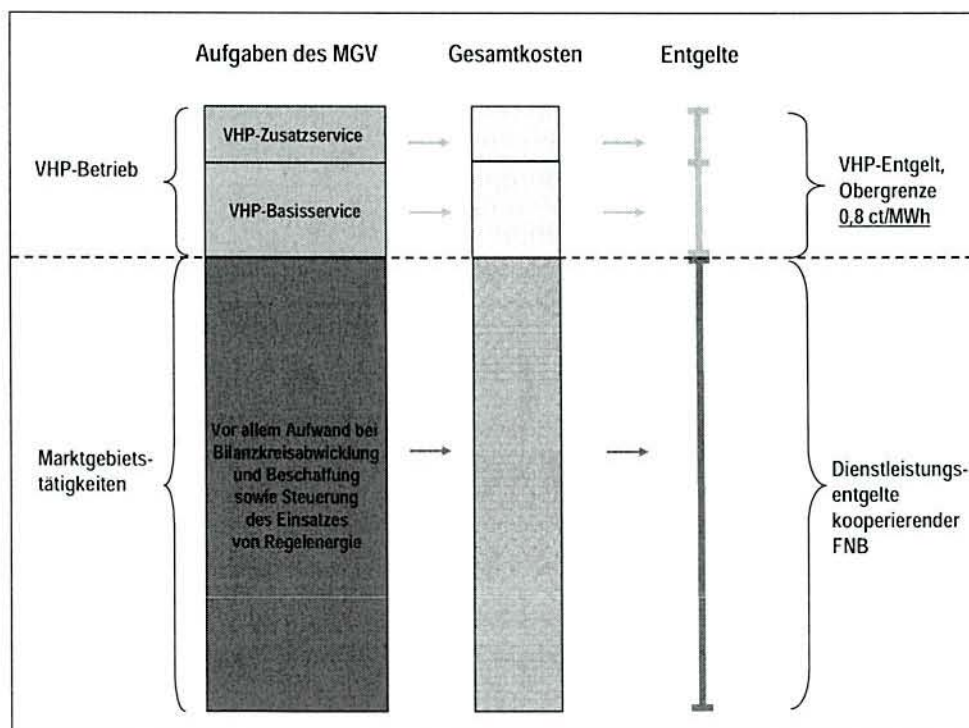 Aufgaben des MGV
Gesamtkosten
Entgelte
VHP-Betrieb
VHP-Zusatzservice
VHP-Basisservice
VHP-Entgelt,
Obergrenze
0,8 ct/MWh
Marktgebiets-
tätigkeiten
Vor allem Aufwand bei
Bilanzkreisabwicklung
und Beschaffung
sowie Steuerung
des Einsatzes
von Regelenergie
Dienstleistungs-
entgelte
kooperierender
FNB